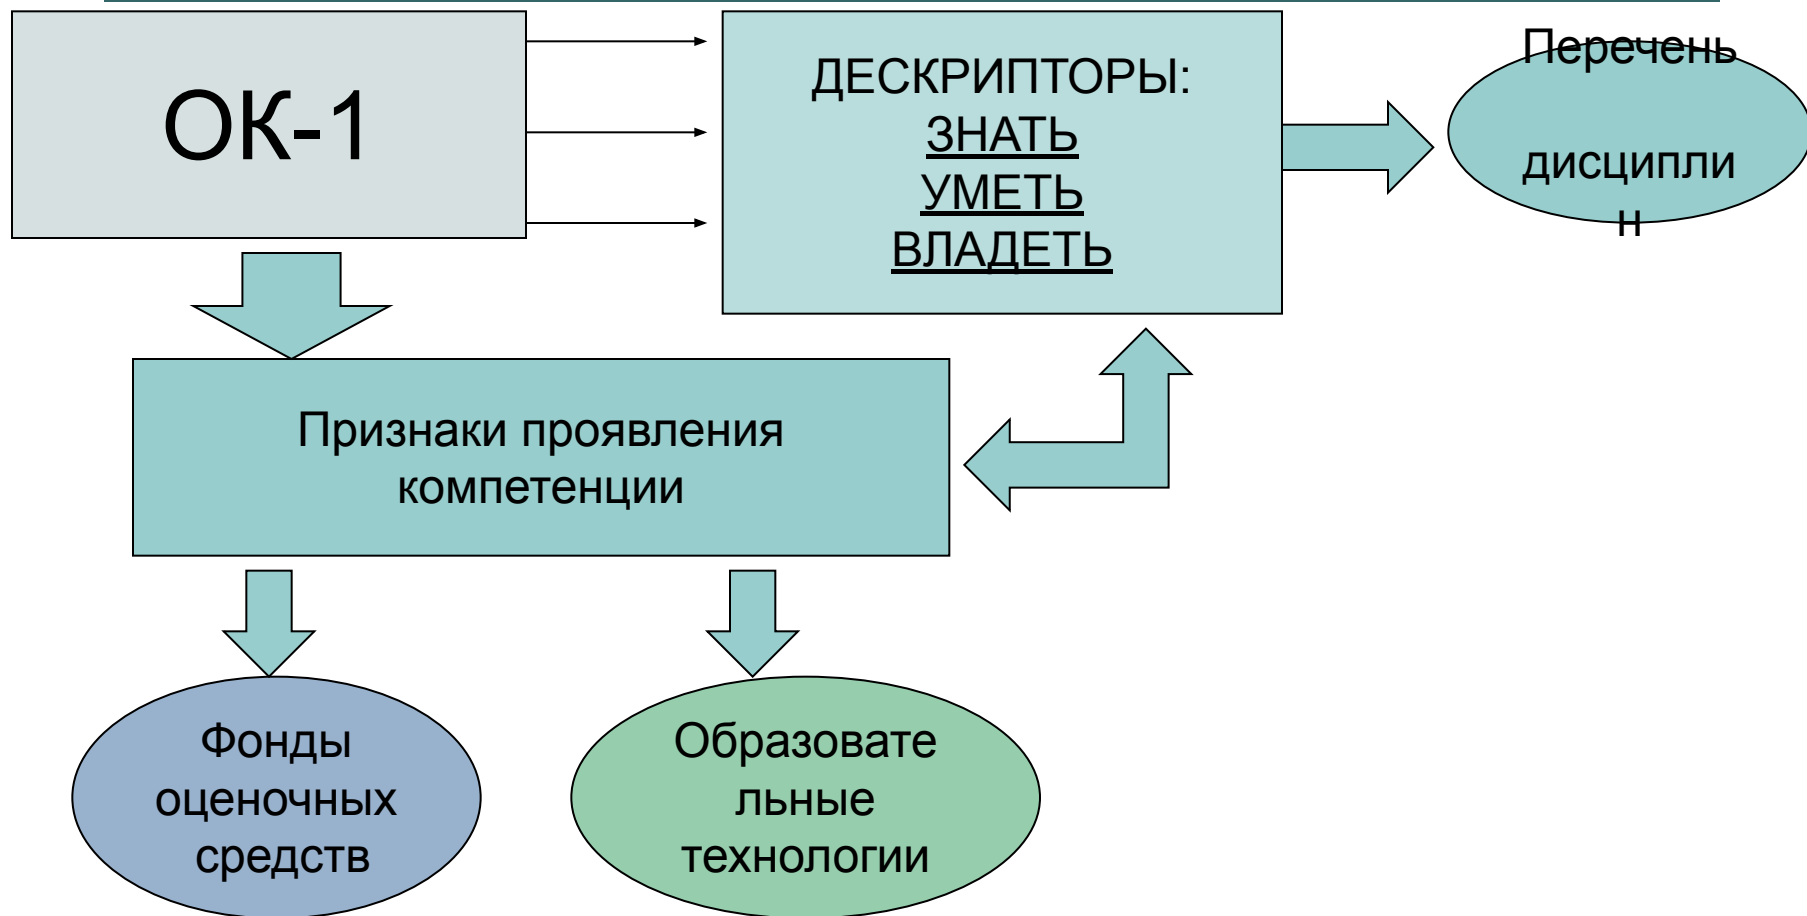 ОК-1
ДЕСКРИПТОРЫ:
ЗНАТЬ
УМЕТЬ
ВЛАДЕТЬ
Перечень
дисципли
н
Признаки проявления
компетенции
Фонды
оценочных
средств
Образовате
льные
технологии